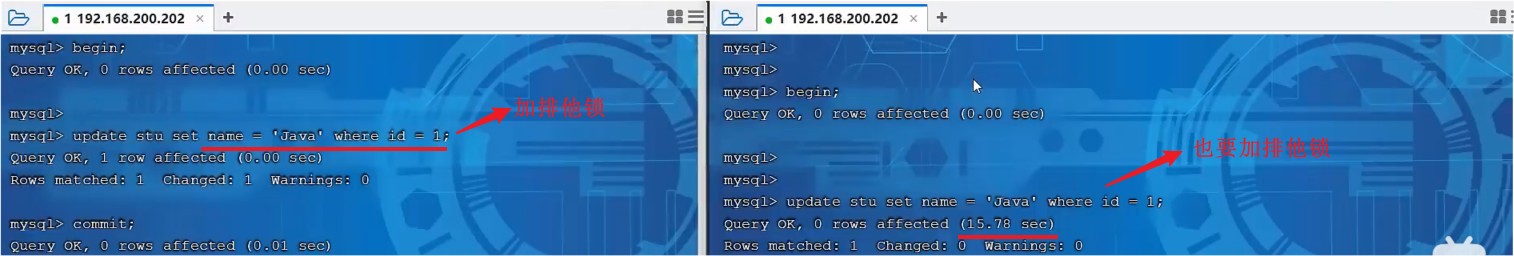 1 192.168.200.202 × +
mysql> begin;
Query OK, 0 rows affected (0.00 sec)
mysql>
mysql> update stu set name = 'Java' where id = 1;
加排他锁
Query OK, 1 row affected (0.00 sec)
Rows matched: 1  Changed: 1  Warnings: 0
mysql> commit;
Query OK, 0 rows affected (0.01 sec)
1 192.168.200.202 × +
mysql>
mysql>
mysql> begin;
Query OK, 0 rows affected (0.00 sec)
mysql>
也要加排他锁
mysql>
mysql> update stu set name = 'Java' where id = 1;
Query OK, 0 rows affected (15.78 sec)
Rows matched: 1  Changed: 0  Warnings: 0